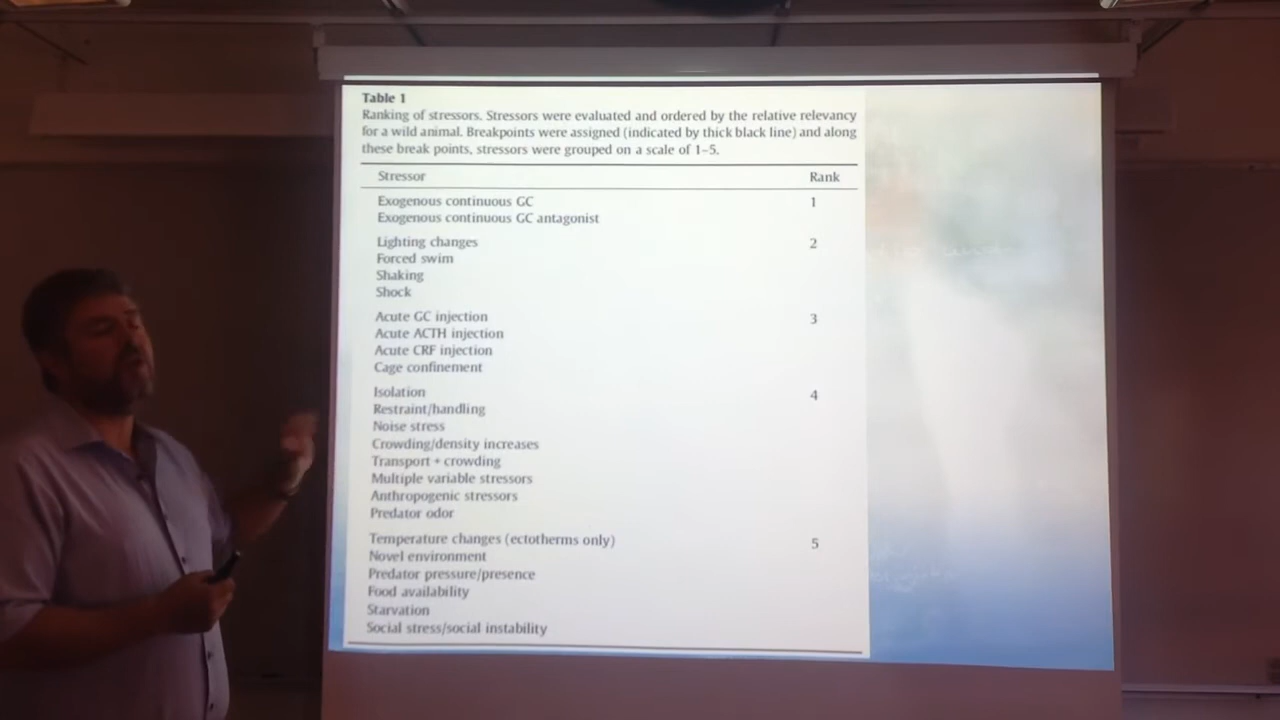 Table 1
Ranking of stressors. Stressors were evaluated and ordered by the relative relevancy
for a wild animal. Breakpoints were assigned (indicated by thick black line) and along
these break points, stressors were grouped on a scale of 1–5.
Stressor Rank
Exogenous continuous GC 1
Exogenous continuous GC antagonist
Lighting changes 2
Forced swim
Shaking
Shock
Acute GC injection 3
Acute ACTH injection
Acute CRF injection
Cage confinement
Isolation 4
Restraint/handling
Noise stress
Crowding/density increases
Transport + crowding
Multiple variable stressors
Anthropogenic stressors
Predator odor
Temperature changes (ectotherms only) 5
Novel environment
Predator pressure/presence
Food availability
Starvation
Social stress/social instability